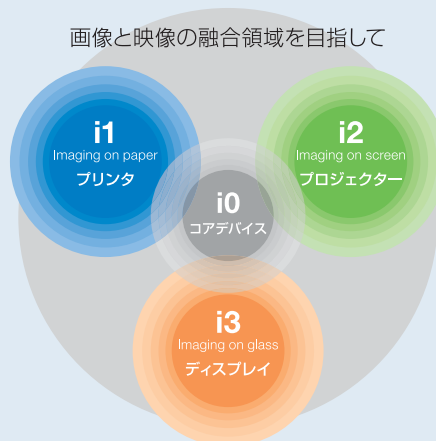 画像と映像の融合領域を目指して
i1
Imaging on paper
プリンタ
i2
Imaging on screen
プロジェクター
i0
コアデバイス
i3
Imaging on glass
ディスプレイ